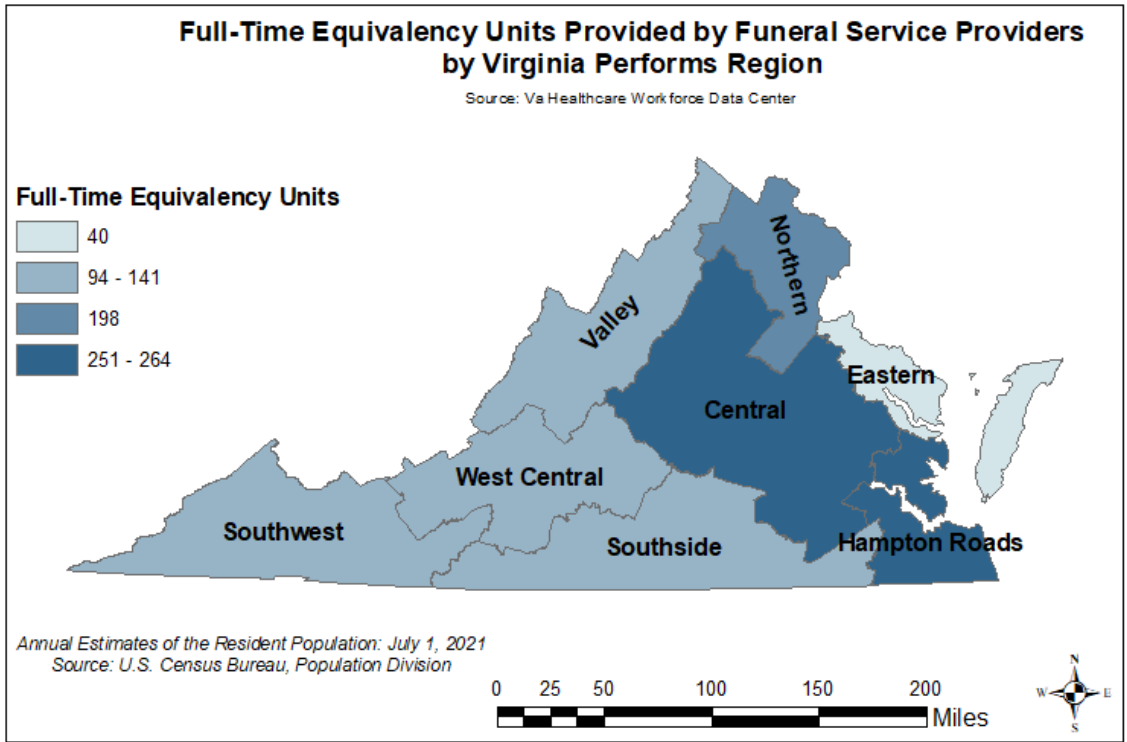 Full-Time Equivalency Units Provided by Funeral Service Providers
by Virginia Performs Region
Source: Va Healthcare Workforce Data Center
Full-Time Equivalency Units
40
94 - 141
198
251 - 264
Northern
Valley
Eastern
Central
West Central
Southwest
Southside
Hampton Roads
Annual Estimates of the Resident Population: July 1, 2021
Source: U.S. Census Bureau, Population Division
0 25 50 100 150 200
Miles
N
W E
S